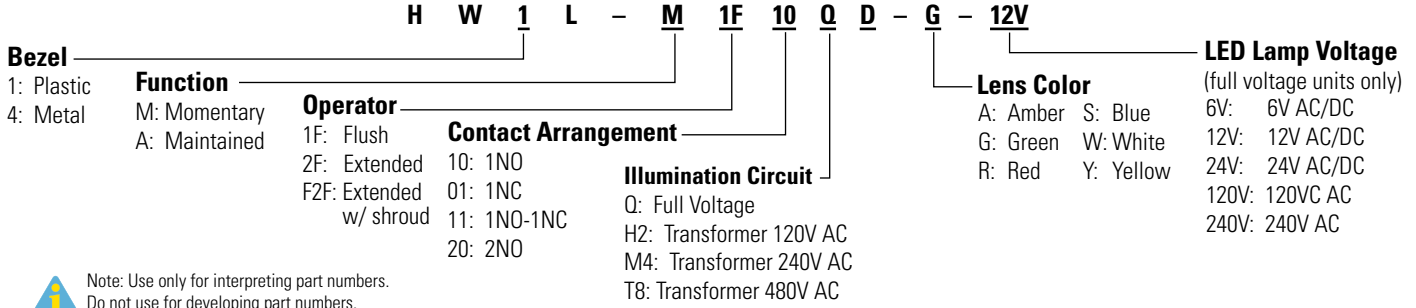 H W 1 L – M 1F 10 Q D – G – 12V
Bezel
1: Plastic
4: Metal
Function
M: Momentary
A: Maintained
Operator
1F: Flush
2F: Extended
F2F: Extended
w/ shroud
Contact Arrangement
10: 1NO
01: 1NC
11: 1NO-1NC
20: 2NO
Illumination Circuit
Q: Full Voltage
H2: Transformer 120V AC
M4: Transformer 240V AC
T8: Transformer 480V AC
Lens Color
A: Amber S: Blue
G: Green W: White
R: Red Y: Yellow
LED Lamp Voltage
(full voltage units only)
6V: 6V AC/DC
12V: 12V AC/DC
24V: 24V AC/DC
120V: 120VC AC
240V: 240V AC
i
Note: Use only for interpreting part numbers.
Do not use for developing part numbers.